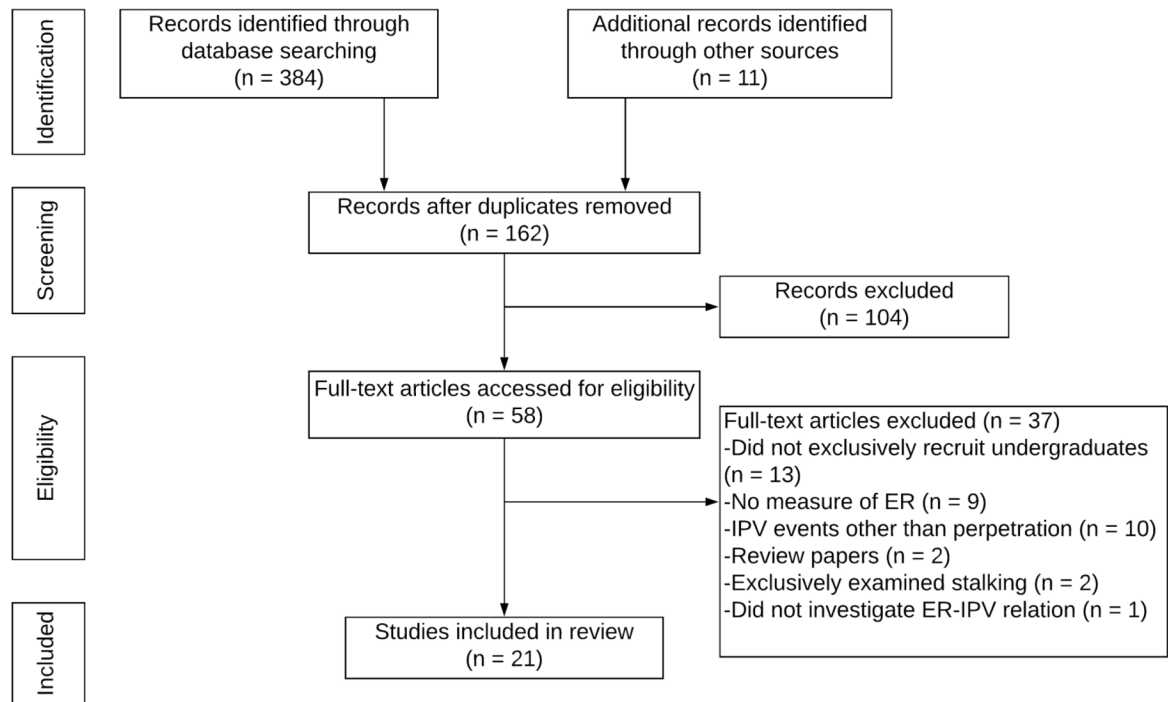 Identification
Records identified through
database searching
(n = 384)
Additional records identified
through other sources
(n = 11)
Screening
Records after duplicates removed
(n = 162)
Records excluded
(n = 104)
Eligibility
Full-text articles accessed for eligibility
(n = 58)
Full-text articles excluded (n = 37)
-Did not exclusively recruit undergraduates
(n = 13)
-No measure of ER (n = 9)
-IPV events other than perpetration (n = 10)
-Review papers (n = 2)
-Exclusively examined stalking (n = 2)
-Did not investigate ER-IPV relation (n = 1)
Included
Studies included in review
(n = 21)